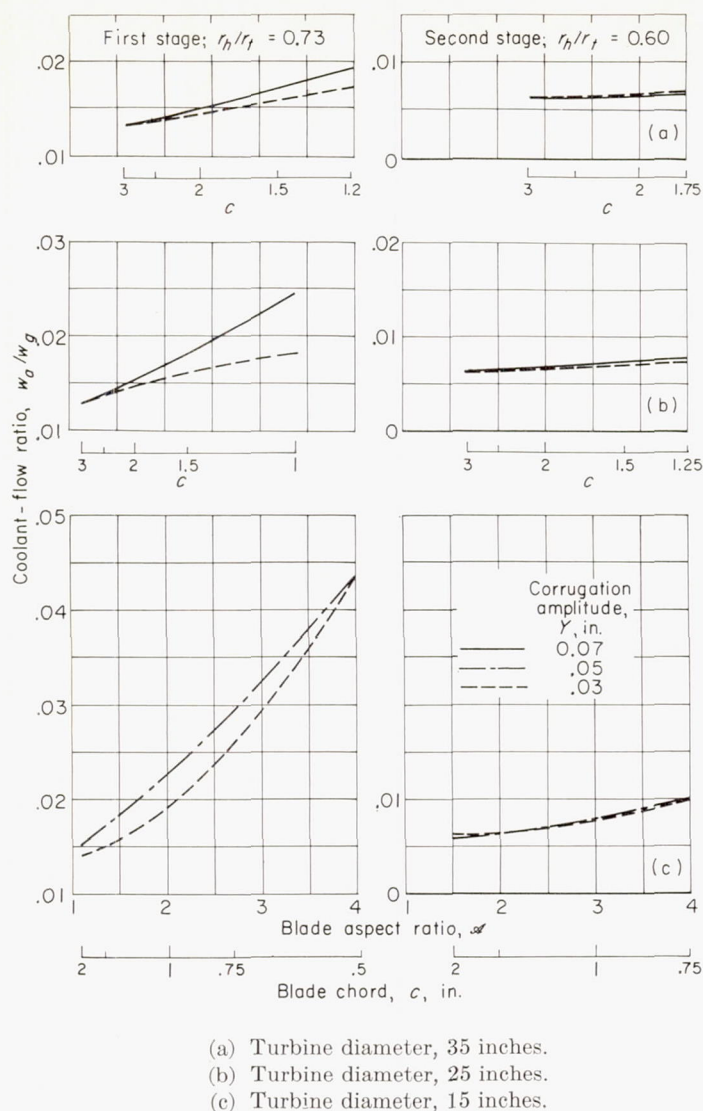 First stage; r_h/r_t = 0.73
Second stage; r_h/r_t = 0.60
.02
.01
3 2 1.5 1.2
c
.01
0
(a)
3 2 1.75
c
.03
.02
.01
3 2 1.5 1
c
.02
.01
0
(b)
3 2 1.5 1.25
c
Coolant-flow ratio, w_a/w_g
.05
.04
.03
.02
.01
Corrugation
amplitude,
Y, in.
0.07
.05
.03
.01
0
(c)
1 2 3 4
1 2 3 4
Blade aspect ratio, 𝒜
2 1 .75 .5
2 1 .75
Blade chord, c, in.
(a) Turbine diameter, 35 inches.
(b) Turbine diameter, 25 inches.
(c) Turbine diameter, 15 inches.